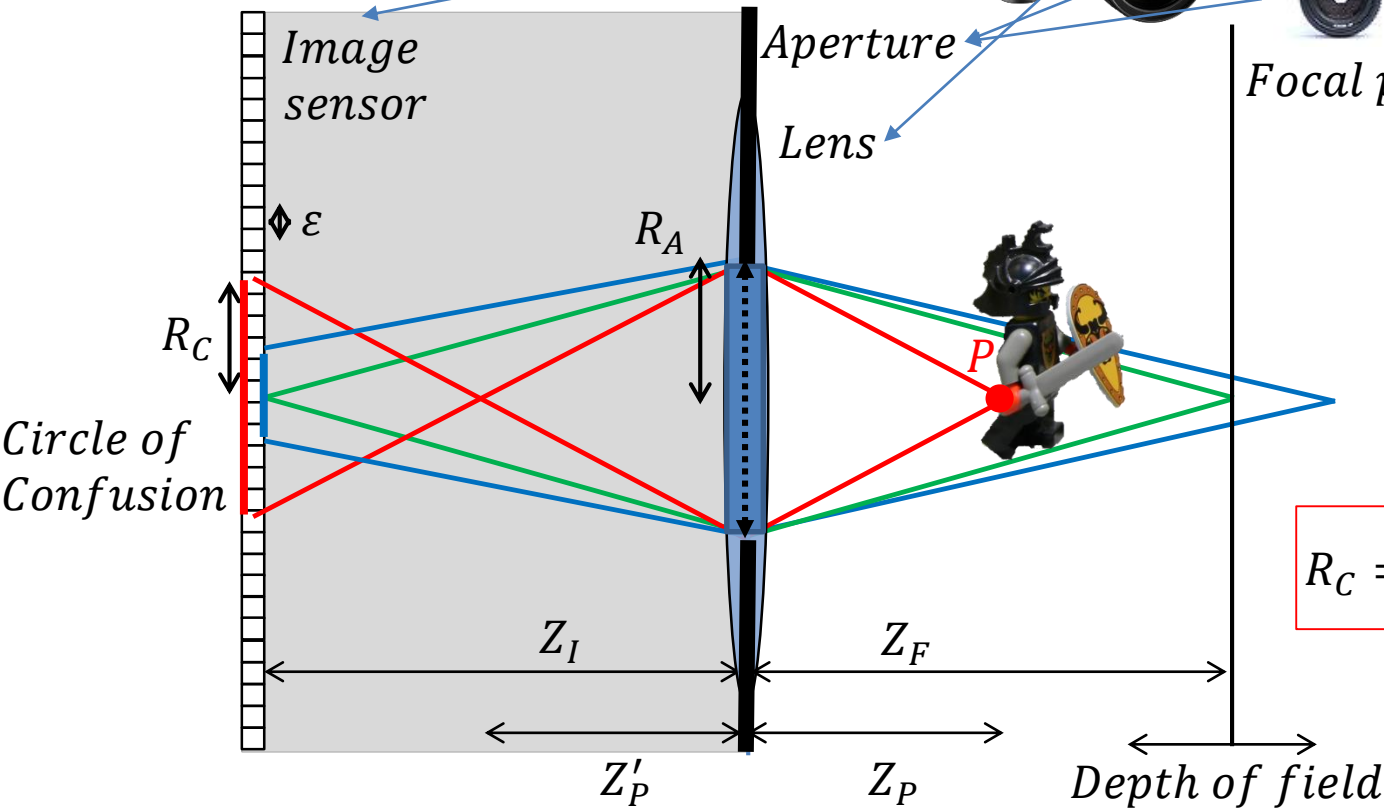 Image
sensor
Aperture
Focal p
Lens
ε
R_A
R_C
P
Circle of
Confusion
R_C =
Z_I
Z_F
Z'_P
Z_P
Depth of field